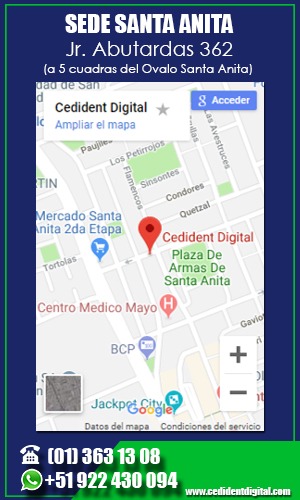 SEDE SANTA ANITA
Jr. Abutardas 362
(a 5 cuadras del Ovalo Santa Anita)
Cedident Digital
Ampliar el mapa
Acceder
Paujiles
Los Petirrojos
Las Avestruces
Flamencos
Sinsontes
Condores
Quetzal
TIN
Mercado Santa
Anita 2da Etapa
Cedident Digital
Tortolas
Plaza De
Armas De
Santa Anita
Centro Medico Mayo
BCP
Jackpot City
Google
Datos del mapa
Condiciones del servicio
(01) 363 13 08
+51 922 430 094
www.cedidentdigital.com